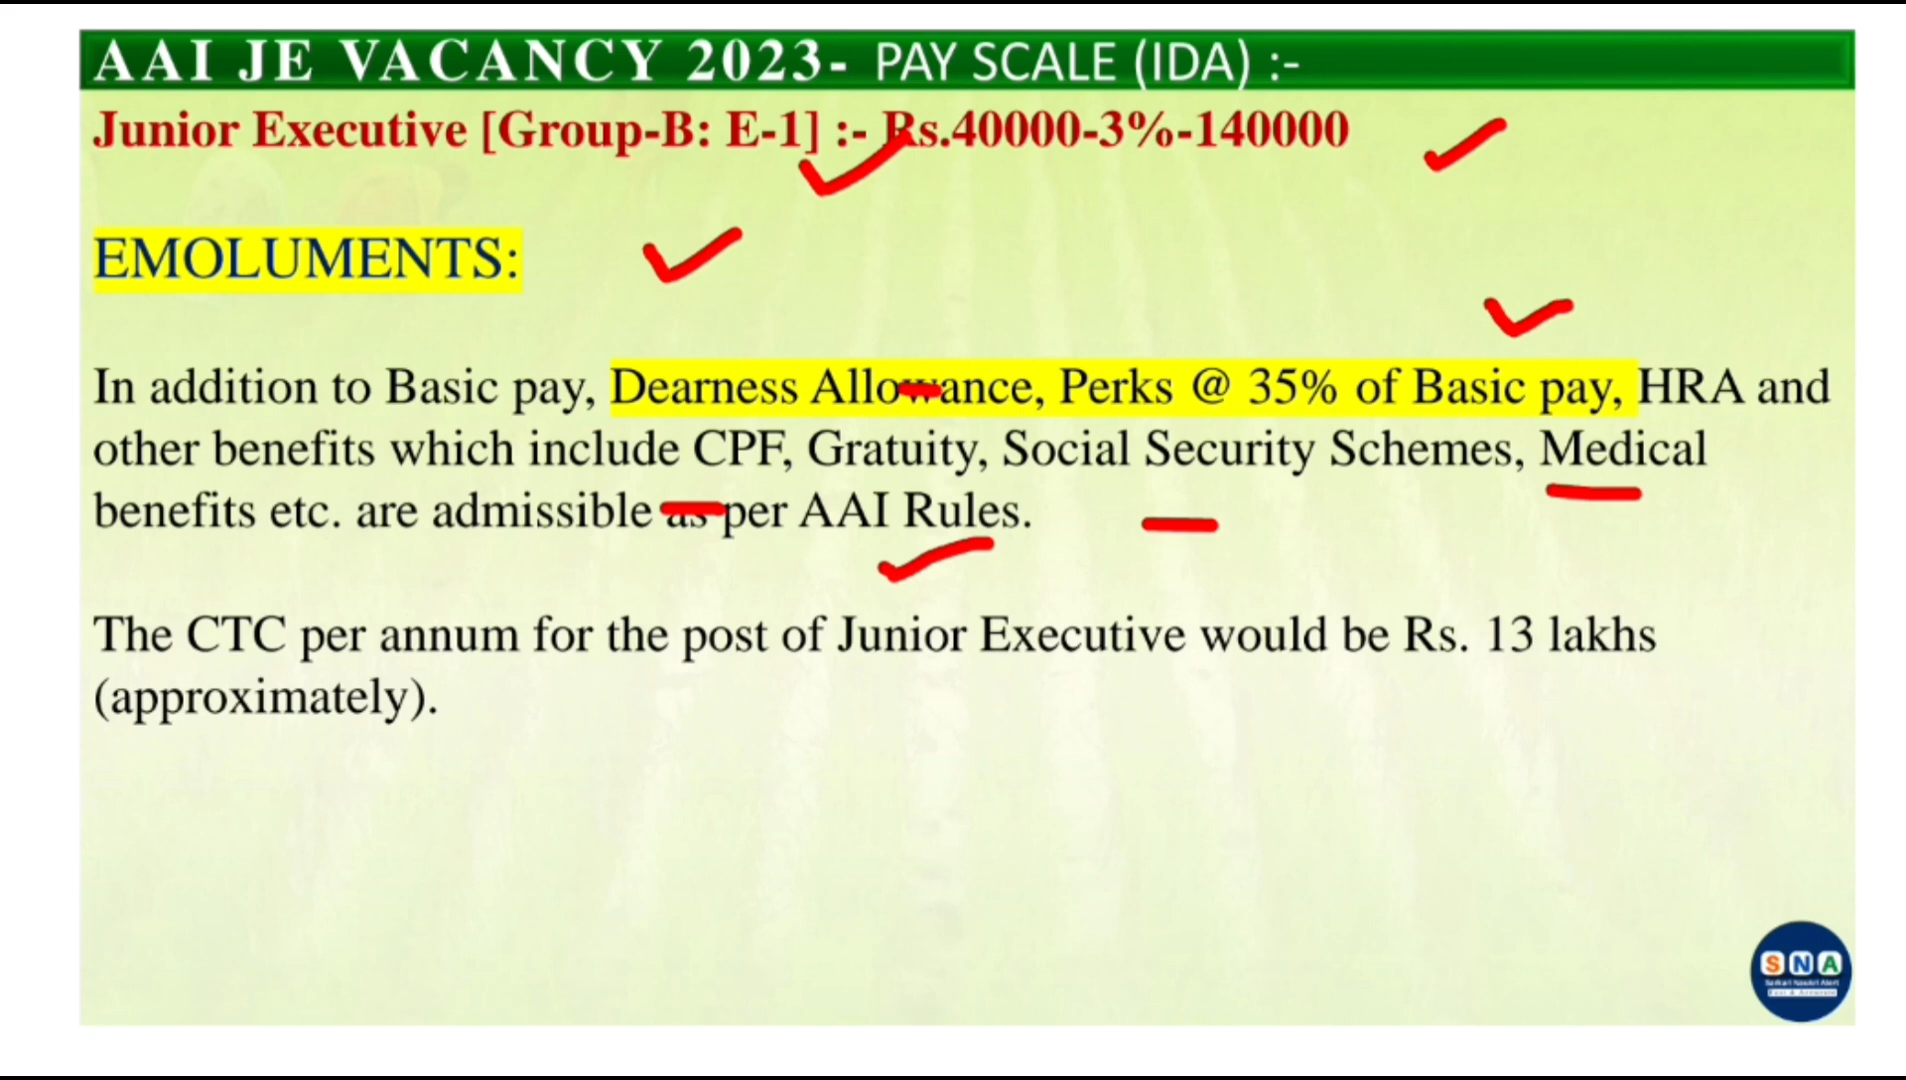 AAI JE VACANCY 2023- PAY SCALE (IDA) :-
Junior Executive [Group-B: E-1] :- Rs.40000-3%-140000
EMOLUMENTS:
In addition to Basic pay, Dearness Allowance, Perks @ 35% of Basic pay, HRA and
other benefits which include CPF, Gratuity, Social Security Schemes, Medical
benefits etc. are admissible as per AAI Rules.
The CTC per annum for the post of Junior Executive would be Rs. 13 lakhs
(approximately).
SNA
Sarkari Naukri Alert